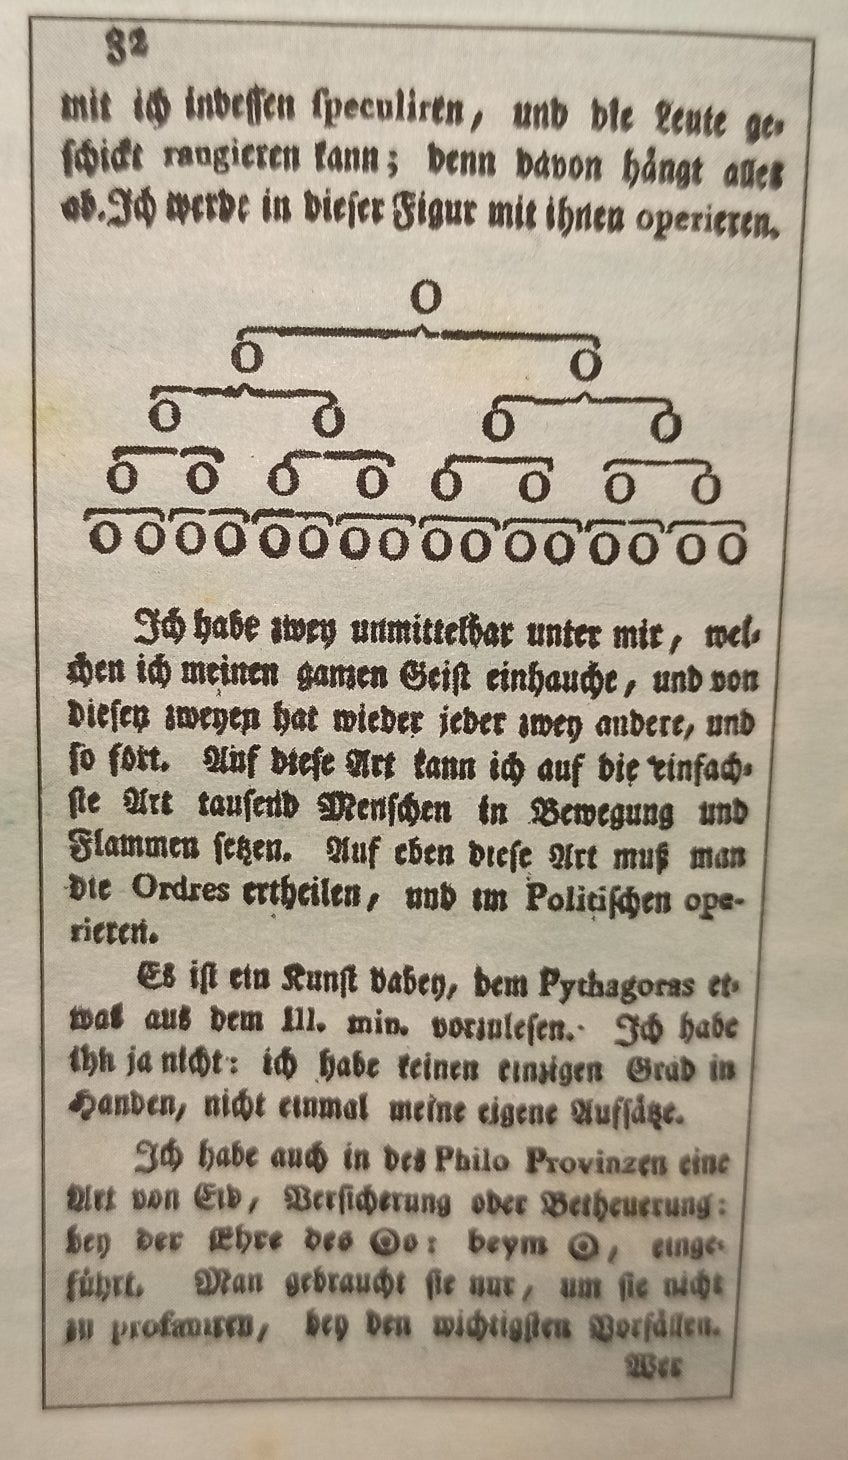 32
mit ich indessen speculiren, und die Leute ge-
schickt rangieren kann; denn davon hängt alles
ab. Ich werde in dieser Figur mit ihnen operieren.
O
O O
O O O O
O O O O O O O O
O O O O O O O O O O O O O O O O
Ich habe zwey unmittelbar unter mir, wel-
chen ich meinen ganzen Geist einhauche, und von
diesen zweyen hat wieder jeder zwey andere, und
so fort. Auf diese Art kann ich auf die einfach-
ste Art tausend Menschen in Bewegung und
Flammen setzen. Auf eben diese Art muß man
die Ordres ertheilen, und im Politischen ope-
rieren.
Es ist ein Kunst dabey, dem Pythagoras et-
was aus dem Ill. min. vorzulesen. Ich habe
ihn ja nicht: ich habe keinen einzigen Grad in
Handen, nicht einmal meine eigene Aufsätze.
Ich habe auch in des Philo Provinzen eine
Art von Eid, Versicherung oder Betheuerung:
bey der Ehre des ☉o: beym ☉, einge-
führt. Man gebraucht sie nur, um sie nicht
zu profaniren, bey den wichtigsten Vorfällen.
Wer